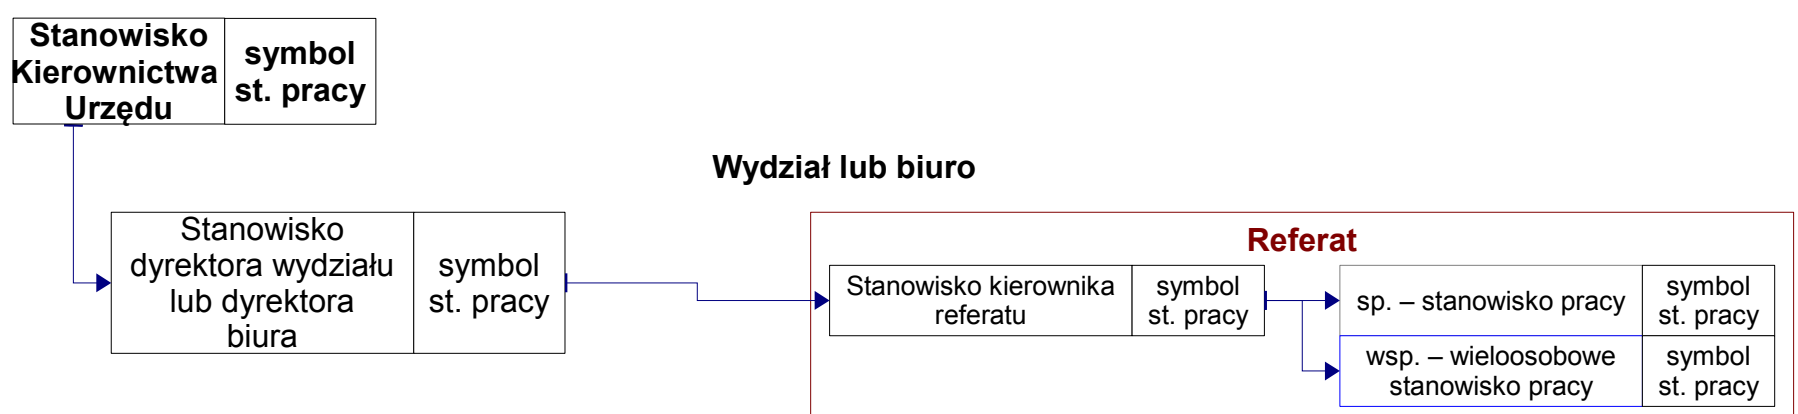 Stanowisko
Kierownictwa
Urzędu
symbol
st. pracy
Wydział lub biuro
Stanowisko
dyrektora wydziału
lub dyrektora
biura
symbol
st. pracy
Referat
Stanowisko kierownika
referatu
symbol
st. pracy
sp. – stanowisko pracy
symbol
st. pracy
wsp. – wieloosobowe
stanowisko pracy
symbol
st. pracy